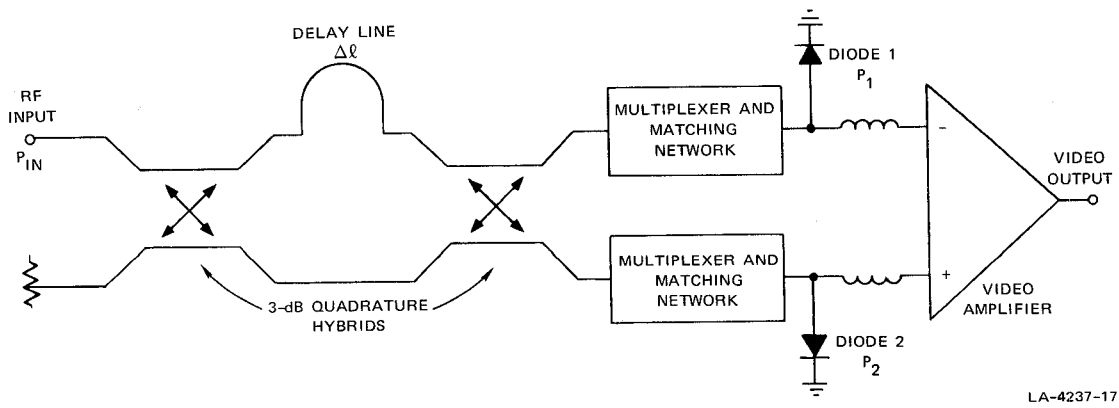 DELAY LINE
Δℓ
RF
INPUT
P_IN
DIODE 1
P_1
MULTIPLEXER AND
MATCHING
NETWORK
−
VIDEO
OUTPUT
MULTIPLEXER AND
MATCHING
NETWORK
+
VIDEO
AMPLIFIER
3-dB QUADRATURE
HYBRIDS
DIODE 2
P_2
LA-4237-17